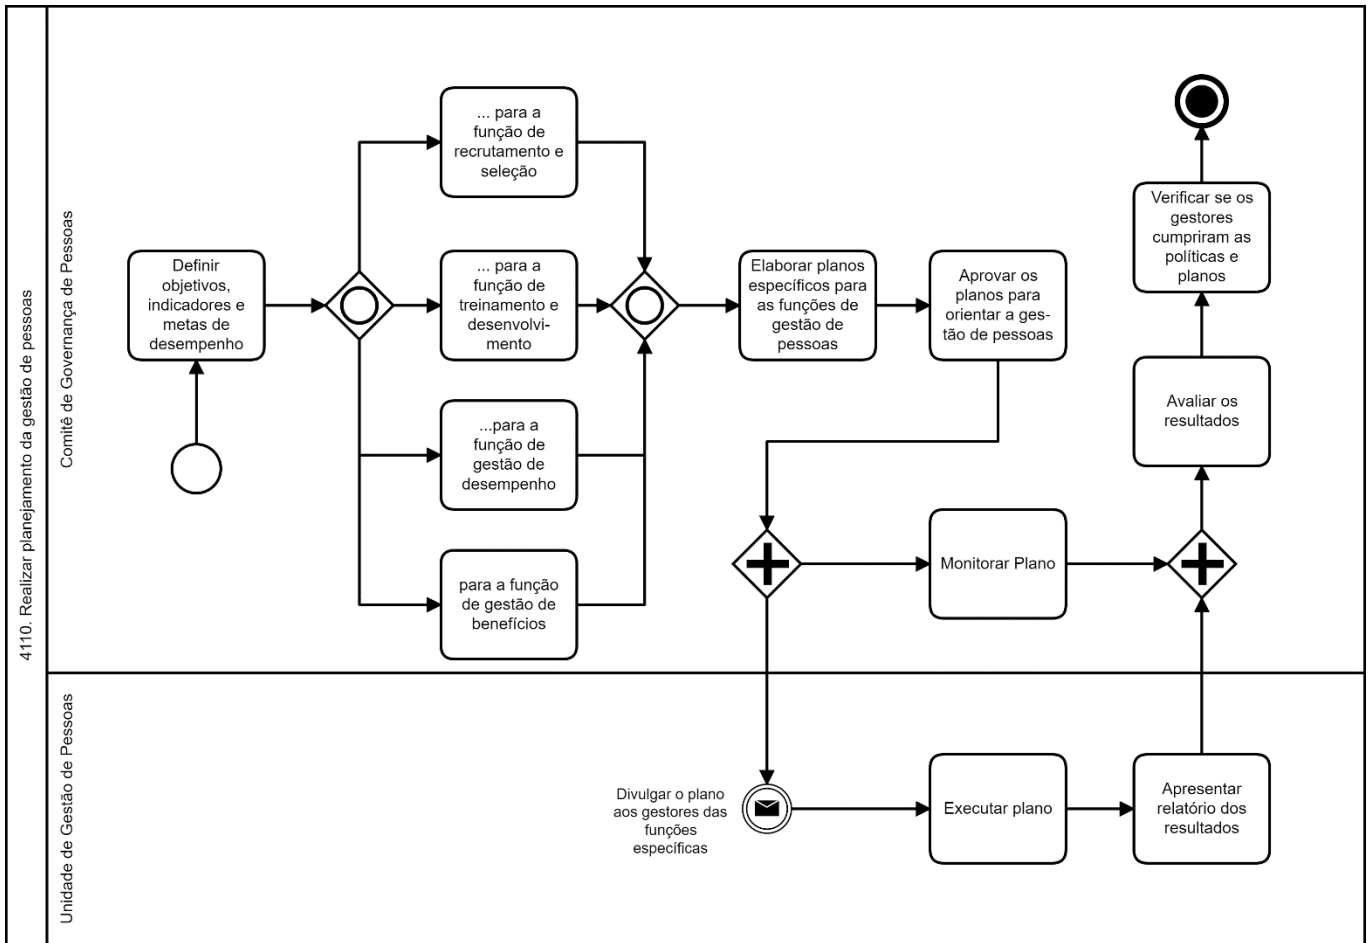 4110. Realizar planejamento da gestão de pessoas
Comitê de Governança de Pessoas
Definir
objetivos,
indicadores e
metas de
desempenho
... para a
função de
recrutamento e
seleção
... para a
função de
treinamento e
desenvolvi-
mento
...para a
função de
gestão de
desempenho
para a função
de gestão de
benefícios
Elaborar planos
específicos para
as funções de
gestão de
pessoas
Aprovar os
planos para
orientar a ges-
tão de pessoas
Monitorar Plano
Verificar se os
gestores
cumpriram as
políticas e
planos
Avaliar os
resultados
Unidade de Gestão de Pessoas
Divulgar o plano
aos gestores das
funções
específicas
Executar plano
Apresentar
relatório dos
resultados